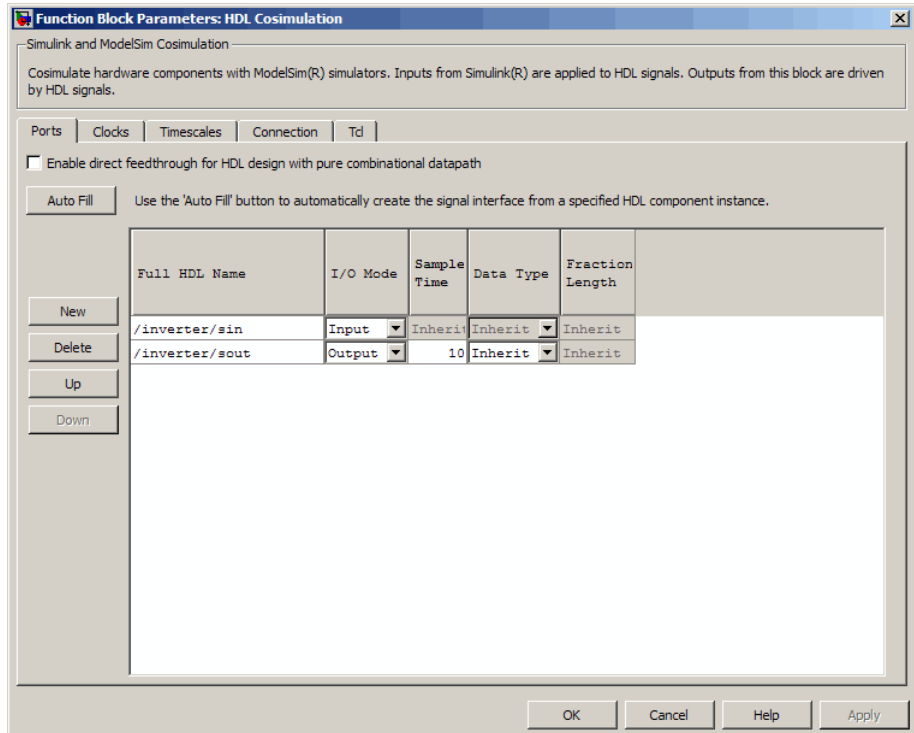 Function Block Parameters: HDL Cosimulation
Simulink and ModelSim Cosimulation
Cosimulate hardware components with ModelSim(R) simulators. Inputs from Simulink(R) are applied to HDL signals. Outputs from this block are driven
by HDL signals.
Ports Clocks Timescales Connection Tcl
Enable direct feedthrough for HDL design with pure combinational datapath
Auto Fill Use the 'Auto Fill' button to automatically create the signal interface from a specified HDL component instance.
Full HDL Name I/O Mode Sample Time Data Type Fraction Length
New
/inverter/sin Input Inherit Inherit Inherit
Delete
/inverter/sout Output 10 Inherit Inherit
Up
Down
OK Cancel Help Apply